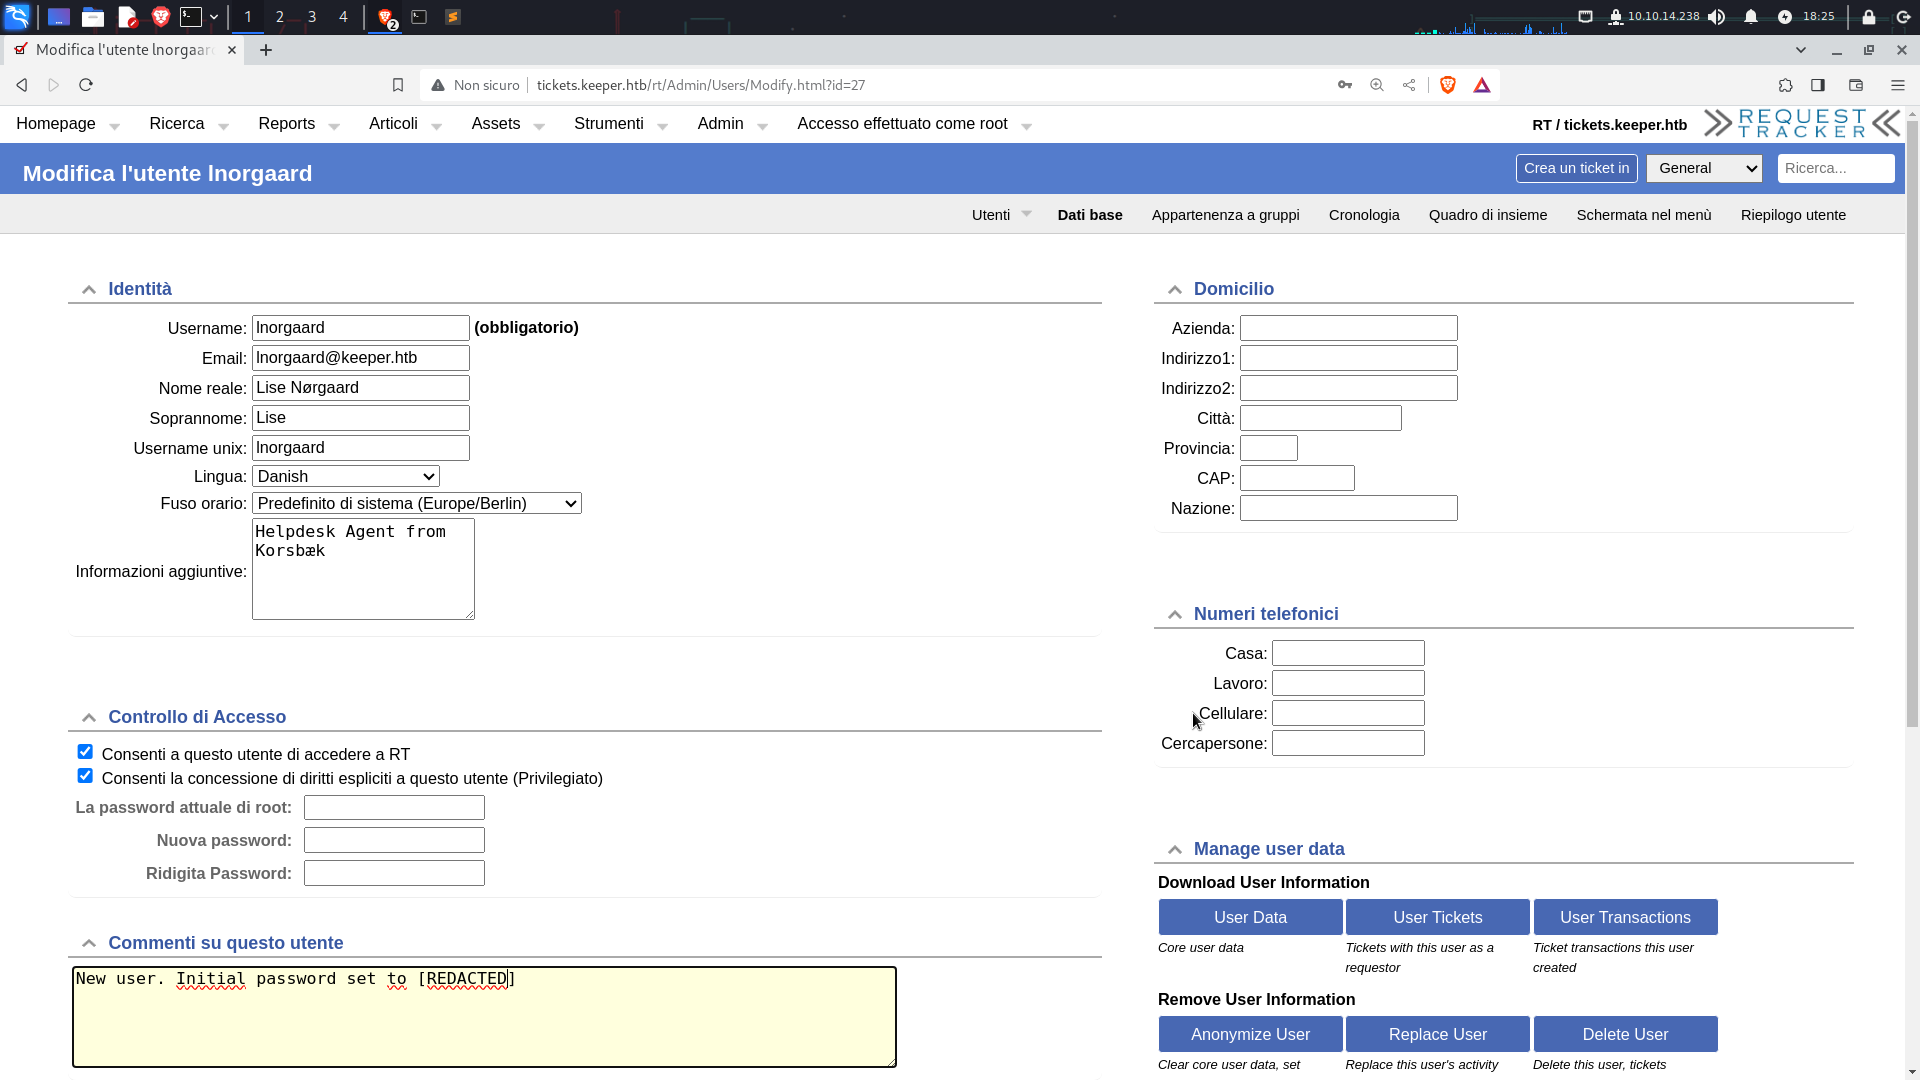 1 2 3 4 2 10.10.14.238 18:25
Modifica l'utente lnorgaar
Non sicuro tickets.keeper.htb/rt/Admin/Users/Modify.html?id=27
Homepage Ricerca Reports Articoli Assets Strumenti Admin Accesso effettuato come root RT / tickets.keeper.htb REQUEST TRACKER
Modifica l'utente lnorgaard Crea un ticket in General Ricerca...
Utenti Dati base Appartenenza a gruppi Cronologia Quadro di insieme Schermata nel menù Riepilogo utente
Identità
Username: lnorgaard (obbligatorio)
Email: lnorgaard@keeper.htb
Nome reale: Lise Nørgaard
Soprannome: Lise
Username unix: lnorgaard
Lingua: Danish
Fuso orario: Predefinito di sistema (Europe/Berlin)
Informazioni aggiuntive: Helpdesk Agent from
Korsbæk
Controllo di Accesso
Consenti a questo utente di accedere a RT
Consenti la concessione di diritti espliciti a questo utente (Privilegiato)
La password attuale di root:
Nuova password:
Ridigita Password:
Commenti su questo utente
New user. Initial password set to [REDACTED]
Domicilio
Azienda:
Indirizzo1:
Indirizzo2:
Città:
Provincia:
CAP:
Nazione:
Numeri telefonici
Casa:
Lavoro:
Cellulare:
Cercapersone:
Manage user data
Download User Information
User Data User Tickets User Transactions
Core user data Tickets with this user as a Ticket transactions this user
requestor created
Remove User Information
Anonymize User Replace User Delete User
Clear core user data, set Replace this user's activity Delete this user, tickets